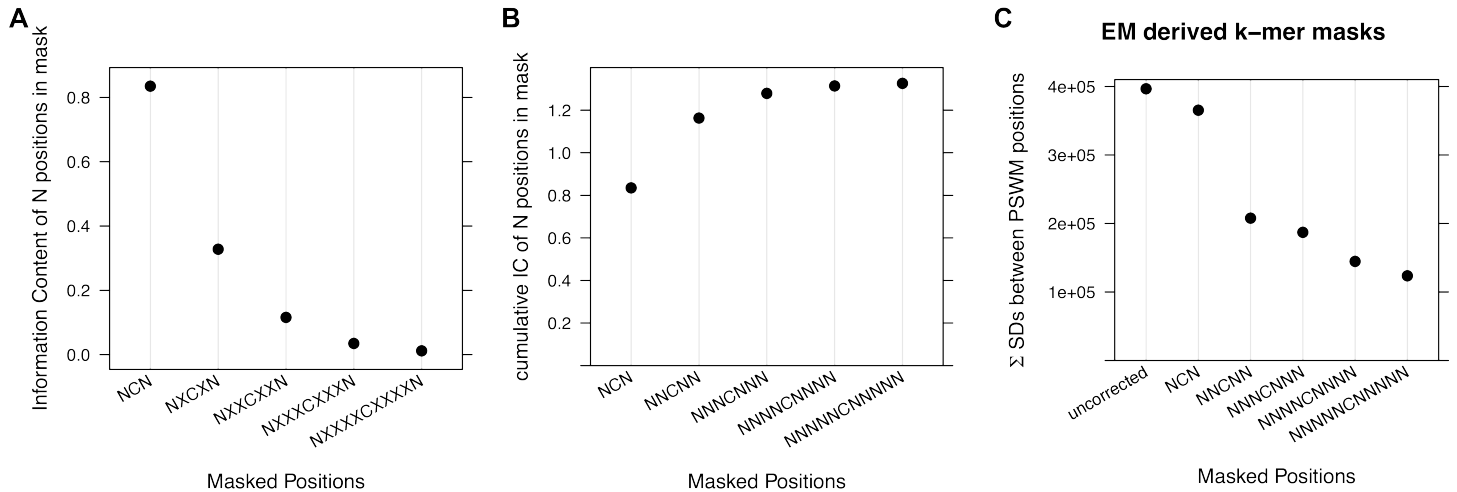 A
Information Content of N positions in mask
0.8
0.6
0.4
0.2
0.0
NCN
NXCXN
NXXCXXN
NXXXCXXXN
NXXXXCXXXXN
Masked Positions
B
cumulative IC of N positions in mask
1.2
1.0
0.8
0.6
0.4
0.2
NCN
NNCNN
NNNCNNN
NNNNCNNNN
NNNNNCNNNNN
Masked Positions
C
EM derived k−mer masks
Σ SDs between PSWM positions
4e+05
3e+05
2e+05
1e+05
uncorrected
NCN
NNCNN
NNNCNNN
NNNNCNNNN
NNNNNCNNNNN
Masked Positions